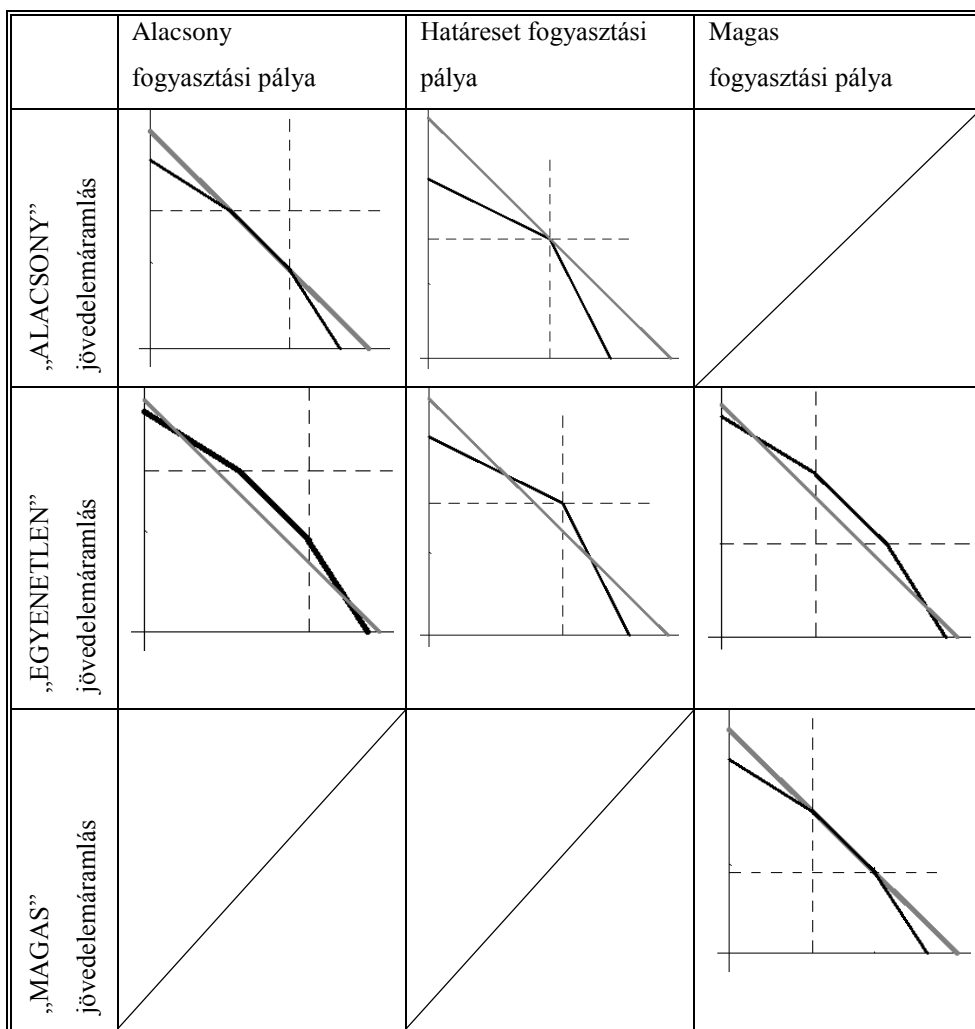 Alacsony
fogyasztási pálya
Határeset fogyasztási
pálya
Magas
fogyasztási pálya
„ALACSONY”
jövedelemáramlás
„EGYENETLEN”
jövedelemáramlás
„MAGAS”
jövedelemáramlás